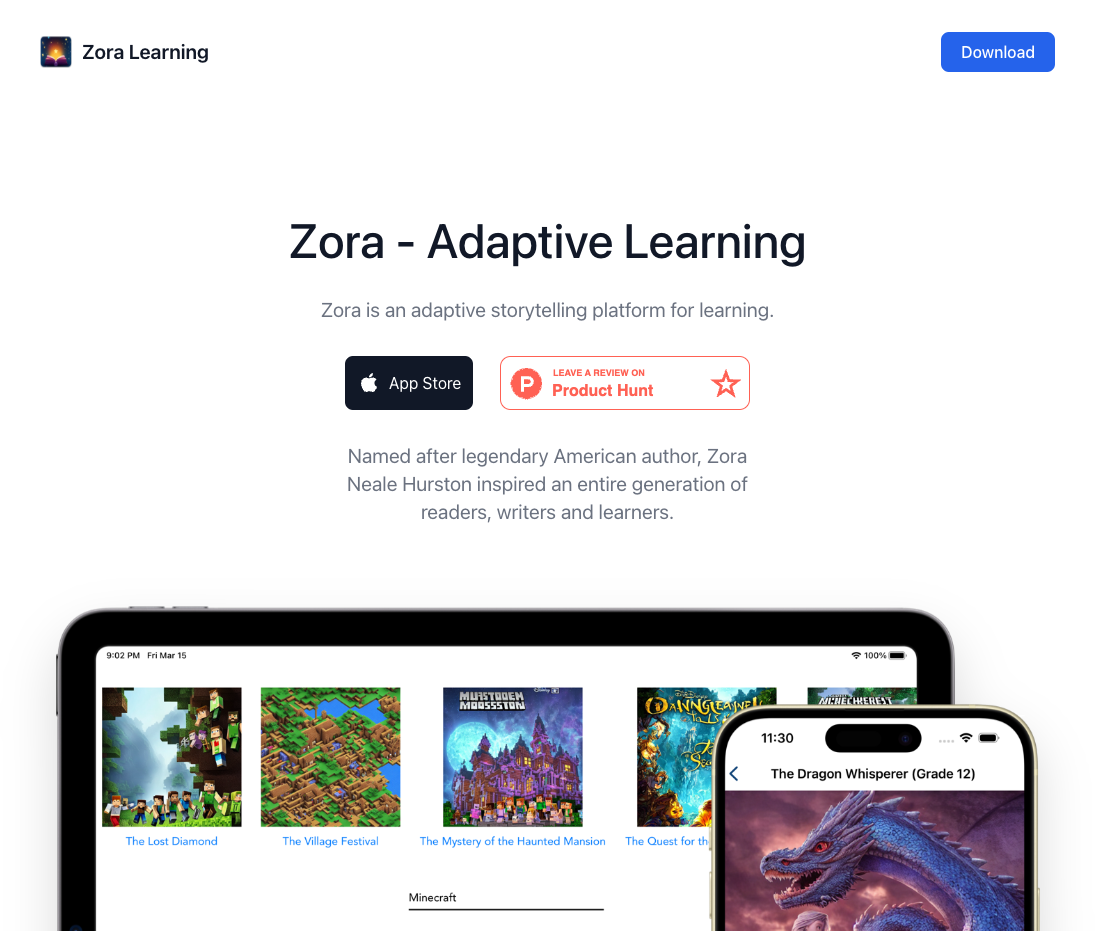 Zora Learning
Download
Zora - Adaptive Learning
Zora is an adaptive storytelling platform for learning.
App Store
LEAVE A REVIEW ON
Product Hunt
Named after legendary American author, Zora
Neale Hurston inspired an entire generation of
readers, writers and learners.
9:02 PM Fri Mar 15
100%
MURSTODEN
MOOSSSTON
The Lost Diamond
The Village Festival
The Mystery of the Haunted Mansion
The Quest for th
Minecraft
11:30
The Dragon Whisperer (Grade 12)